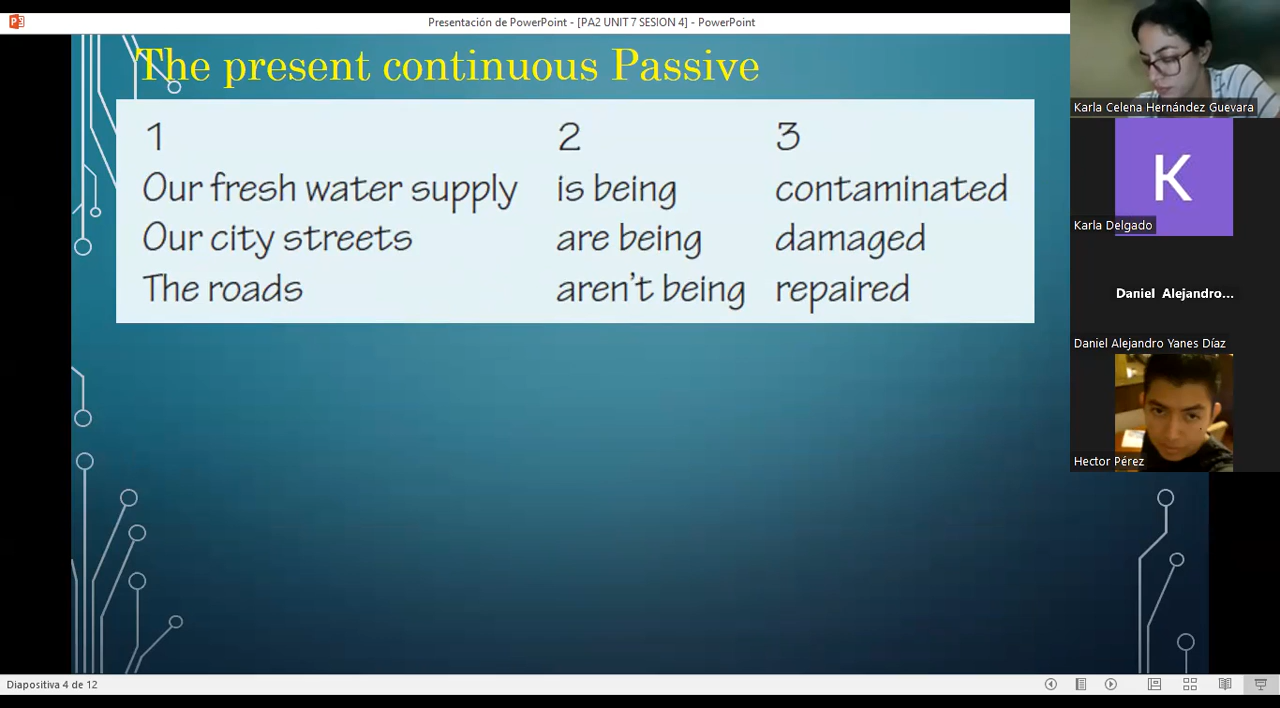 Presentación de PowerPoint - [PA2 UNIT 7 SESION 4] - PowerPoint
The present continuous Passive
1 2 3
Our fresh water supply is being contaminated
Our city streets are being damaged
The roads aren't being repaired
Karla Celena Hernández Guevara
K
Karla Delgado
Daniel Alejandro...
Daniel Alejandro Yanes Díaz
Hector Pérez
Diapositiva 4 de 12